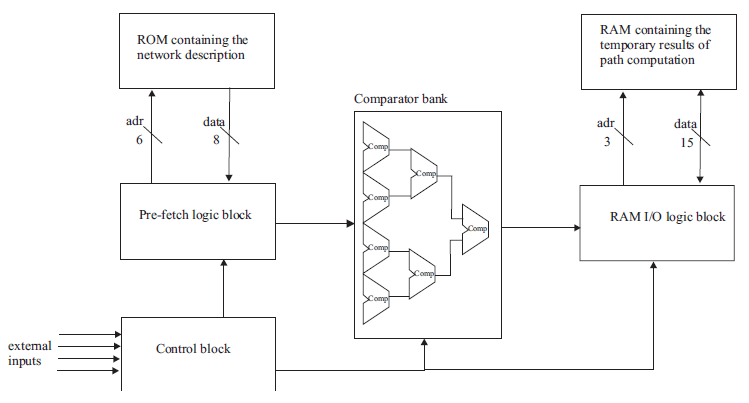 ROM containing the
network description
RAM containing the
temporary results of
path computation
Comparator bank
adr
6
data
8
adr
3
data
15
Comp
Comp
Comp
Comp
Comp
Comp
Comp
Pre-fetch logic block
RAM I/O logic block
external
inputs
Control block